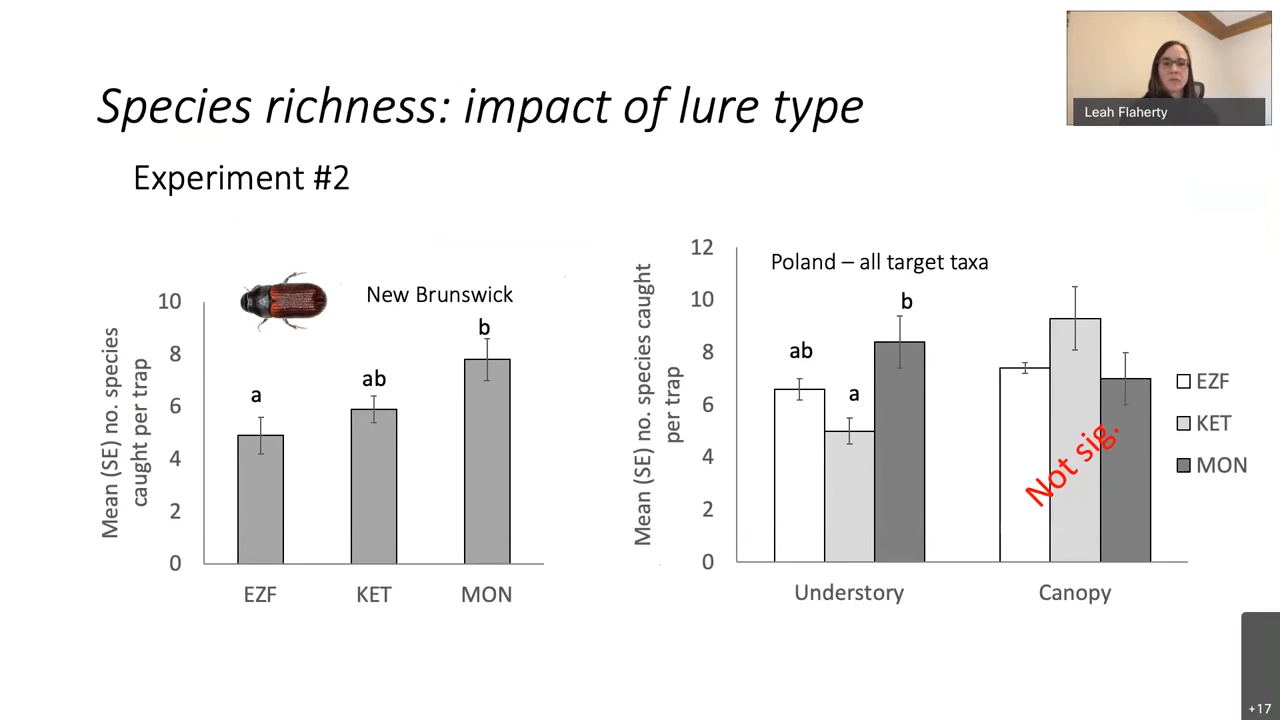 Species richness: impact of lure type
Leah Flaherty
Experiment #2
New Brunswick
Mean (SE) no. species
caught per trap
10
8
6
4
2
0
a
ab
b
EZF
KET
MON
Poland – all target taxa
Mean (SE) no. species caught
per trap
12
10
8
6
4
2
0
ab
a
b
Not sig.
Understory
Canopy
EZF
KET
MON
+17